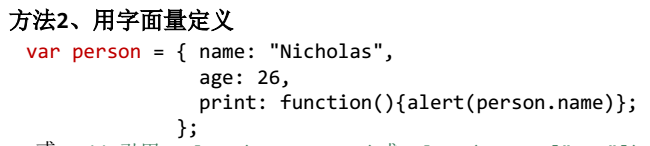 方法2、用字面量定义
var person = { name: "Nicholas",
age: 26,
print: function(){alert(person.name)};
};